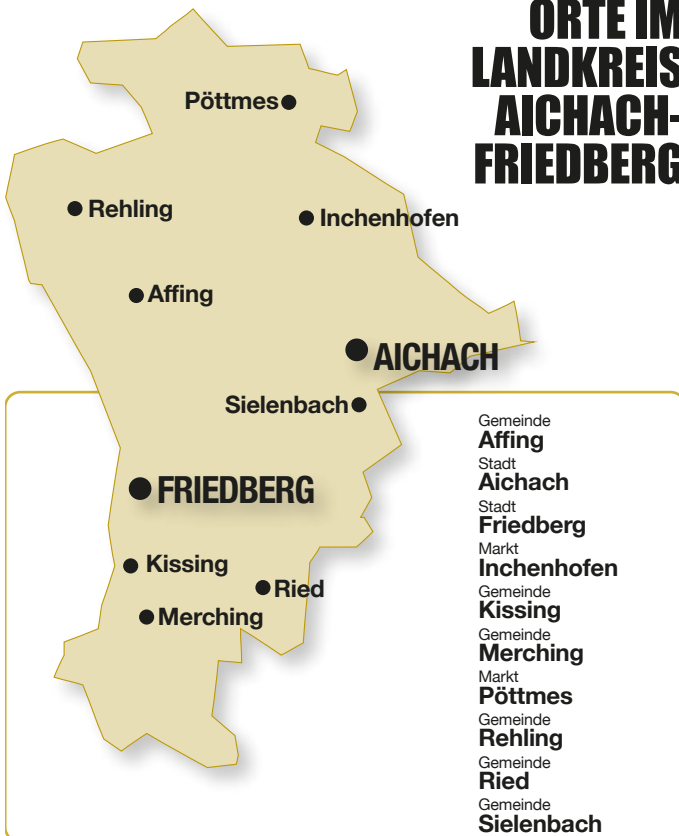 ORTE IM
LANDKREIS
AICHACH-
FRIEDBERG
Pöttmes
Rehling
Inchenhofen
Affing
AICHACH
Sielenbach
FRIEDBERG
Kissing
Ried
Merching
Gemeinde
Affing
Stadt
Aichach
Stadt
Friedberg
Markt
Inchenhofen
Gemeinde
Kissing
Gemeinde
Merching
Markt
Pöttmes
Gemeinde
Rehling
Gemeinde
Ried
Gemeinde
Sielenbach